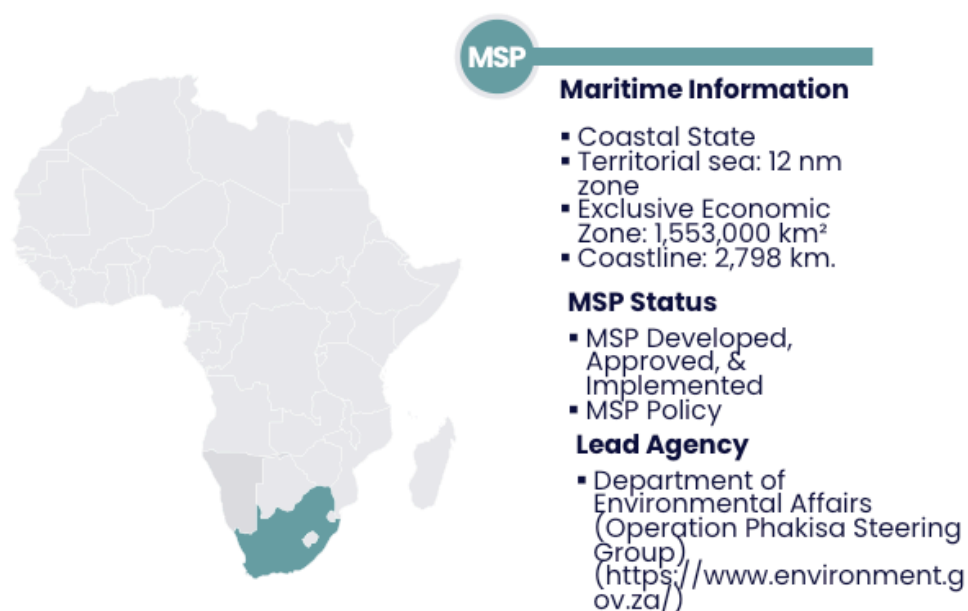 MSP
Maritime Information
▪ Coastal State
▪ Territorial sea: 12 nm
zone
▪ Exclusive Economic
Zone: 1,553,000 km²
▪ Coastline: 2,798 km.
MSP Status
▪ MSP Developed,
Approved, &
Implemented
▪ MSP Policy
Lead Agency
▪ Department of
Environmental Affairs
(Operation Phakisa Steering
Group)
(https://www.environment.g
ov.za/)